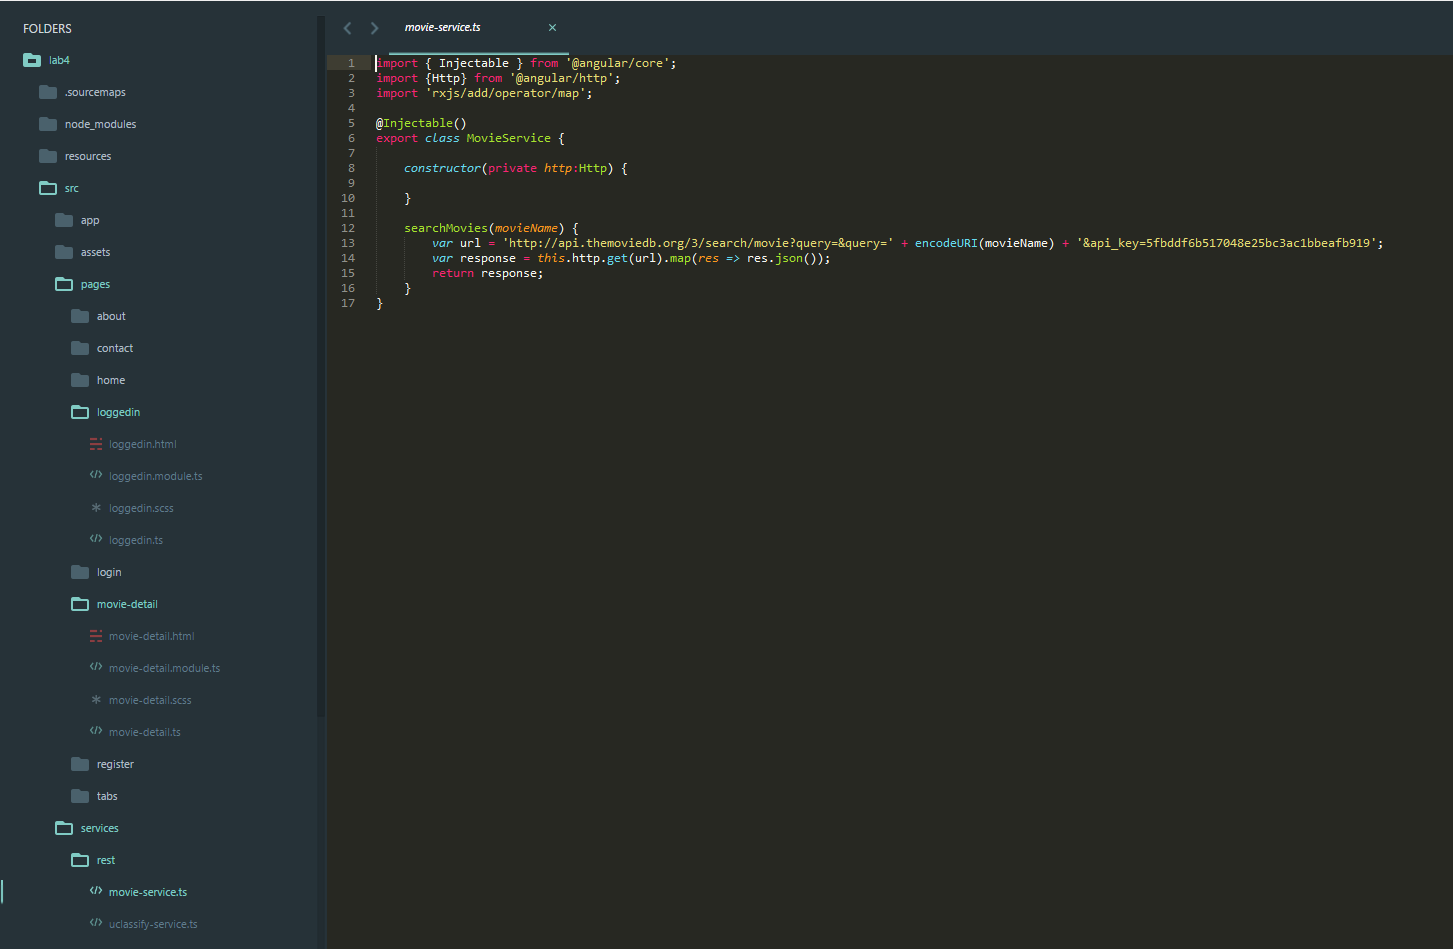 FOLDERS
lab4
.sourcemaps
node_modules
resources
src
app
assets
pages
about
contact
home
loggedin
loggedin.html
loggedin.module.ts
loggedin.scss
loggedin.ts
login
movie-detail
movie-detail.html
movie-detail.module.ts
movie-detail.scss
movie-detail.ts
register
tabs
services
rest
movie-service.ts
uclassify-service.ts
movie-service.ts ×
1 import { Injectable } from '@angular/core';
2 import {Http} from '@angular/http';
3 import 'rxjs/add/operator/map';
4
5 @Injectable()
6 export class MovieService {
7
8 constructor(private http:Http) {
9
10 }
11
12 searchMovies(movieName) {
13 var url = 'http://api.themoviedb.org/3/search/movie?query=&query=' + encodeURI(movieName) + '&api_key=5fbddf6b517048e25bc3ac1bbeafb919';
14 var response = this.http.get(url).map(res => res.json());
15 return response;
16 }
17 }